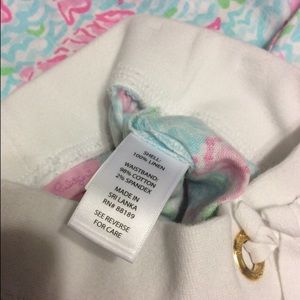 SHELL:
100% LINEN
WAISTBAND:
98% COTTON
2% SPANDEX
MADE IN
SRI LANKA
RN# 88189
SEE REVERSE
FOR CARE